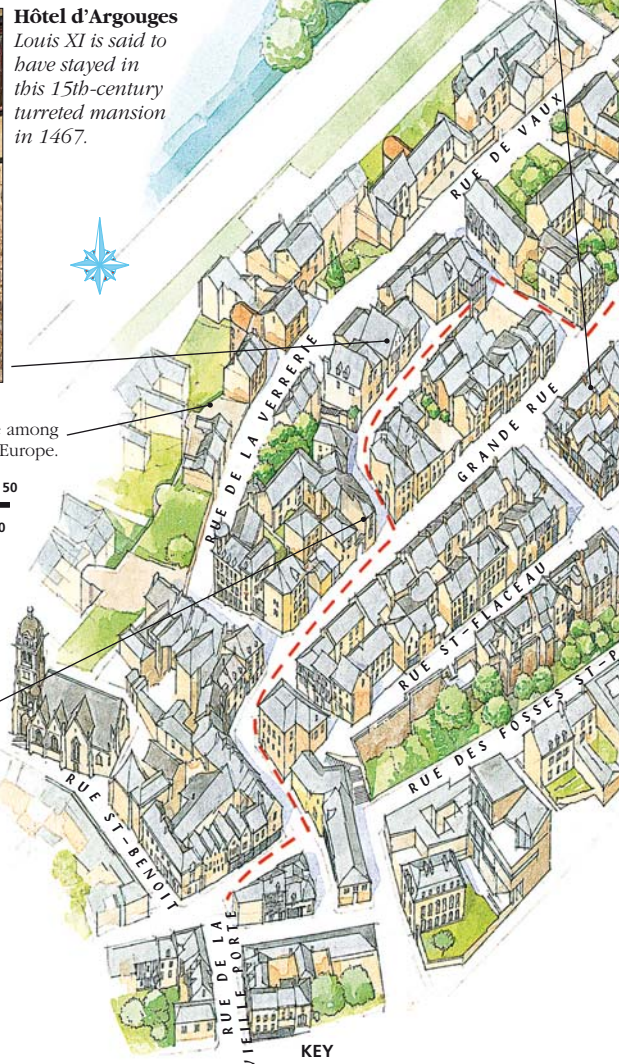 Hôtel d'Argouges
Louis XI is said to
have stayed in
this 15th-century
turreted mansion
in 1467.
RUE DE VAUX
RUE DE LA VERRERIE
among
Europe.
50
0
GRANDE RUE
RUE ST-FLACEAU
RUE DES FOSSES ST-P
RUE ST-BENOIT
RUE DE LA
VIEILLE PORTE
KEY